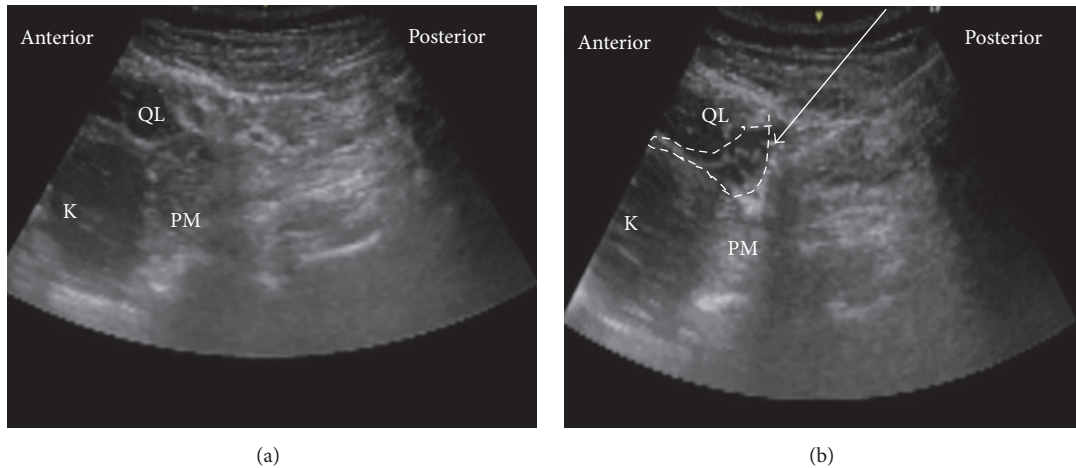 Anterior
Posterior
QL
K
PM
(a)
Anterior
Posterior
QL
K
PM
(b)